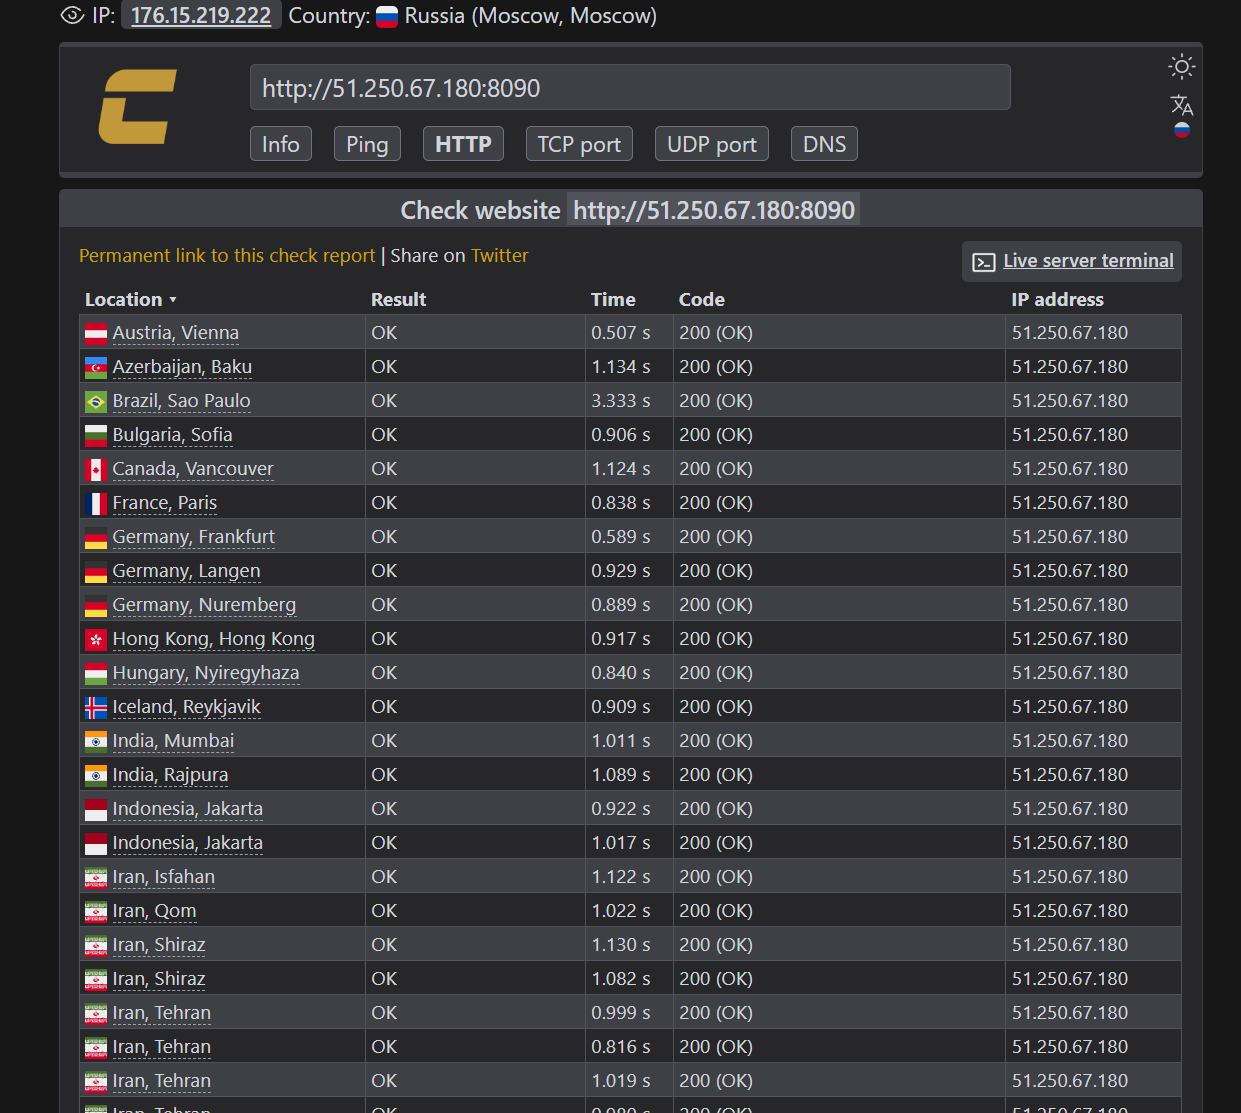 IP: 176.15.219.222 Country: Russia (Moscow, Moscow)
http://51.250.67.180:8090
Info Ping HTTP TCP port UDP port DNS
Check website http://51.250.67.180:8090
Permanent link to this check report | Share on Twitter
Live server terminal
Location Result Time Code IP address
Austria, Vienna OK 0.507 s 200 (OK) 51.250.67.180
Azerbaijan, Baku OK 1.134 s 200 (OK) 51.250.67.180
Brazil, Sao Paulo OK 3.333 s 200 (OK) 51.250.67.180
Bulgaria, Sofia OK 0.906 s 200 (OK) 51.250.67.180
Canada, Vancouver OK 1.124 s 200 (OK) 51.250.67.180
France, Paris OK 0.838 s 200 (OK) 51.250.67.180
Germany, Frankfurt OK 0.589 s 200 (OK) 51.250.67.180
Germany, Langen OK 0.929 s 200 (OK) 51.250.67.180
Germany, Nuremberg OK 0.889 s 200 (OK) 51.250.67.180
Hong Kong, Hong Kong OK 0.917 s 200 (OK) 51.250.67.180
Hungary, Nyiregyhaza OK 0.840 s 200 (OK) 51.250.67.180
Iceland, Reykjavik OK 0.909 s 200 (OK) 51.250.67.180
India, Mumbai OK 1.011 s 200 (OK) 51.250.67.180
India, Rajpura OK 1.089 s 200 (OK) 51.250.67.180
Indonesia, Jakarta OK 0.922 s 200 (OK) 51.250.67.180
Indonesia, Jakarta OK 1.017 s 200 (OK) 51.250.67.180
Iran, Isfahan OK 1.122 s 200 (OK) 51.250.67.180
Iran, Qom OK 1.022 s 200 (OK) 51.250.67.180
Iran, Shiraz OK 1.130 s 200 (OK) 51.250.67.180
Iran, Shiraz OK 1.082 s 200 (OK) 51.250.67.180
Iran, Tehran OK 0.999 s 200 (OK) 51.250.67.180
Iran, Tehran OK 0.816 s 200 (OK) 51.250.67.180
Iran, Tehran OK 1.019 s 200 (OK) 51.250.67.180